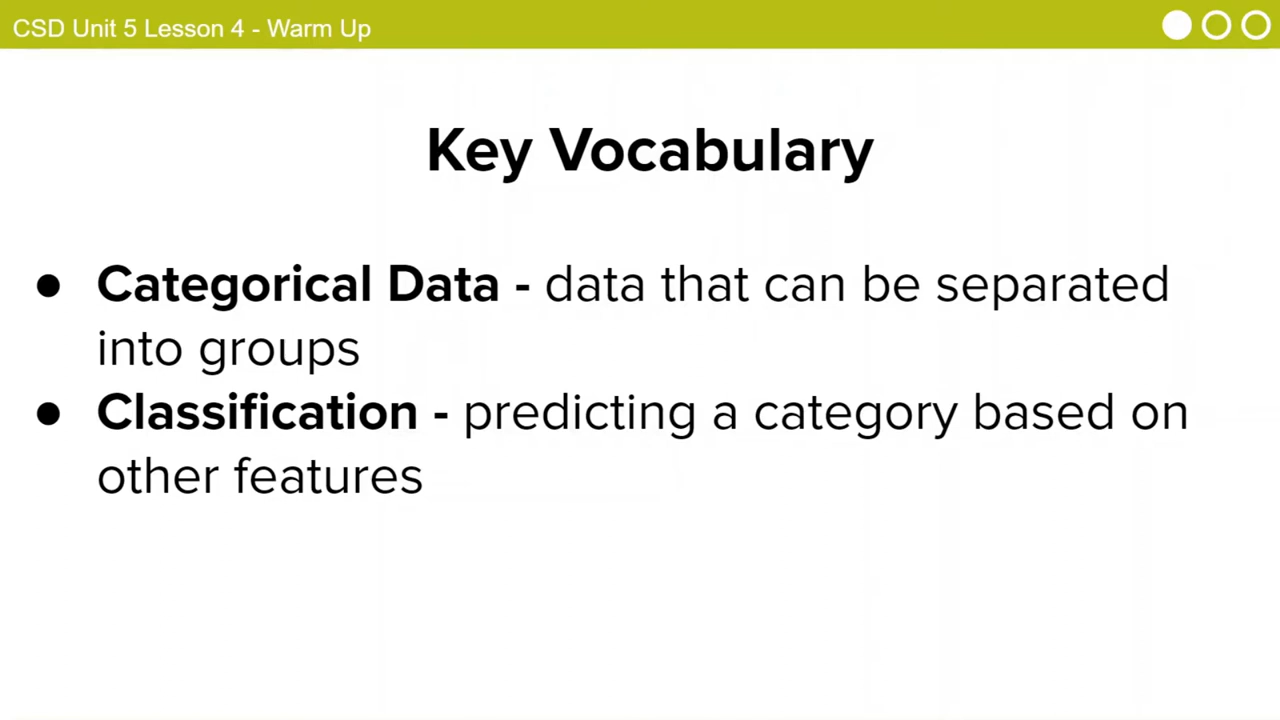 CSD Unit 5 Lesson 4 - Warm Up
Key Vocabulary
● Categorical Data - data that can be separated
into groups
● Classification - predicting a category based on
other features